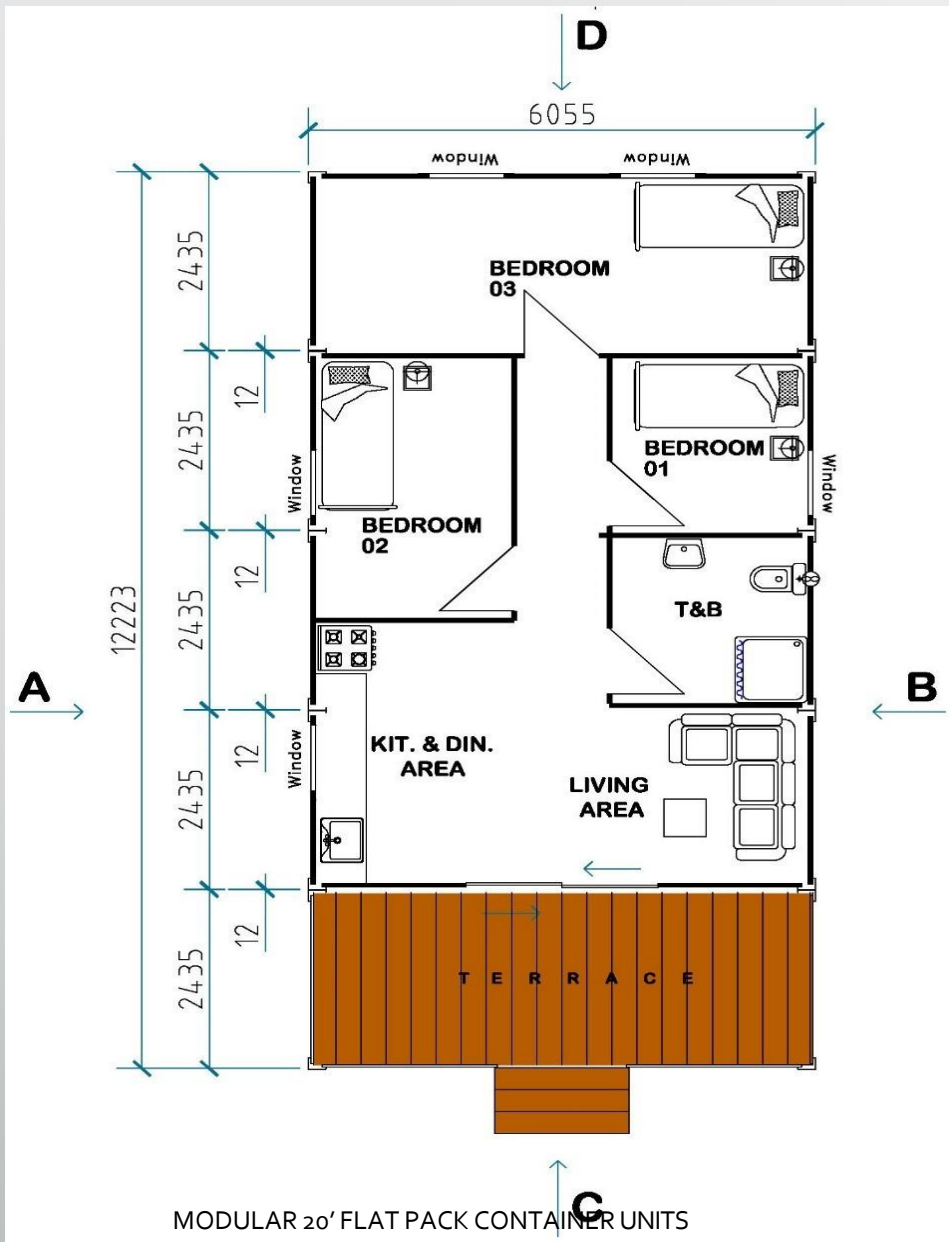 D
6055
Window Window
2435
BEDROOM
03
12
2435
BEDROOM
01
Window
Window
BEDROOM
02
12
2435
T&B
12223
A
B
12
2435
Window
KIT. & DIN.
AREA
LIVING
AREA
12
2435
TERRACE
C
MODULAR 20' FLAT PACK CONTAINER UNITS